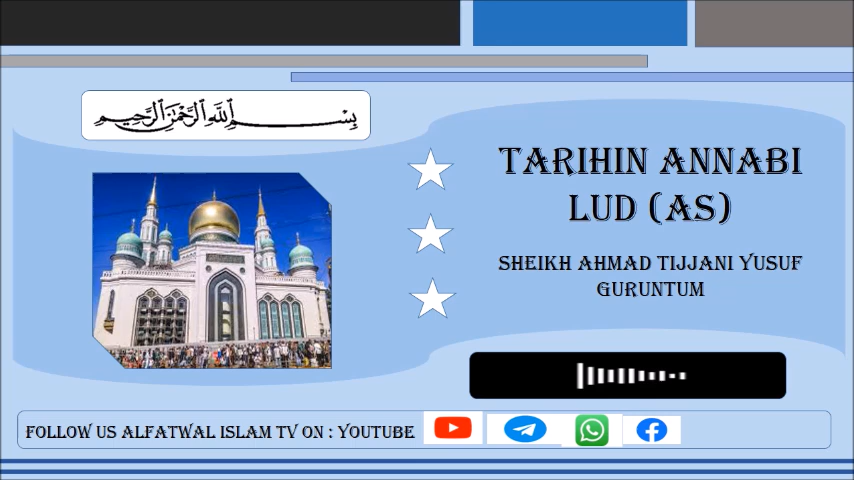 بِسْمِ اللهِ الرَّحْمٰنِ الرَّحِيمِ
TARIHIN ANNABI
LUD (AS)
SHEIKH AHMAD TIJJANI YUSUF
GURUNTUM
FOLLOW US ALFATWAL ISLAM TV ON : YOUTUBE